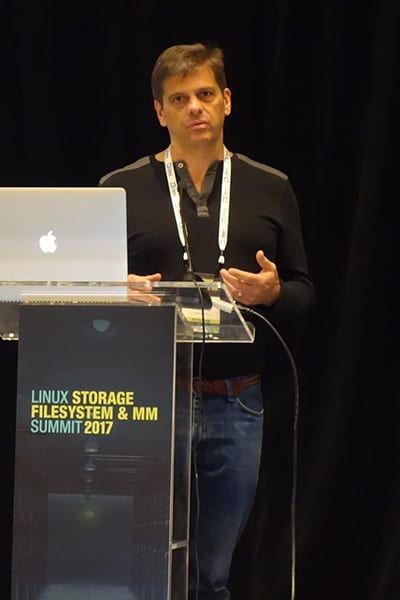 LINUX STORAGE
FILESYSTEM & MM
SUMMIT 2017